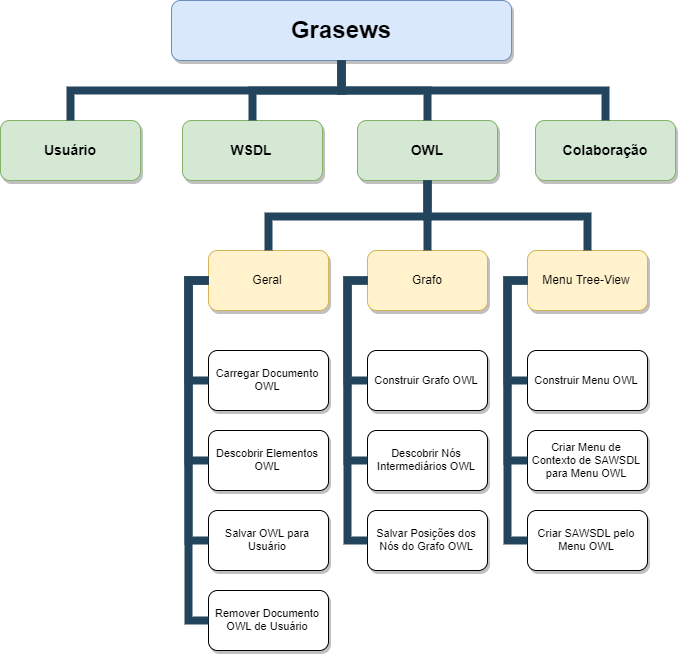 Grasews
Usuário
WSDL
OWL
Colaboração
Geral
Grafo
Menu Tree-View
Carregar Documento
OWL
Construir Grafo OWL
Construir Menu OWL
Descobrir Elementos
OWL
Descobrir Nós
Intermediários OWL
Criar Menu de
Contexto de SAWSDL
para Menu OWL
Salvar OWL para
Usuário
Salvar Posições dos
Nós do Grafo OWL
Criar SAWSDL pelo
Menu OWL
Remover Documento
OWL de Usuário